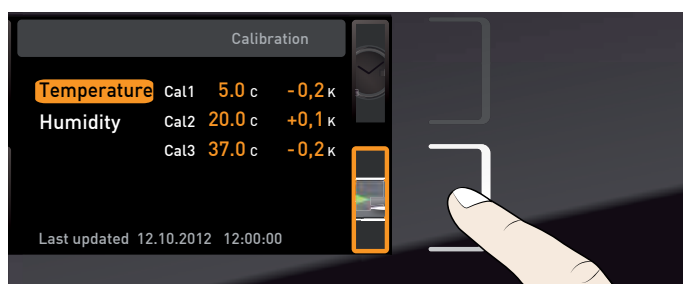 Calibration
Temperature Cal1 5.0 C -0,2 K
Humidity Cal2 20.0 C +0,1 K
Cal3 37.0 C -0,2 K
Last updated 12.10.2012 12:00:00